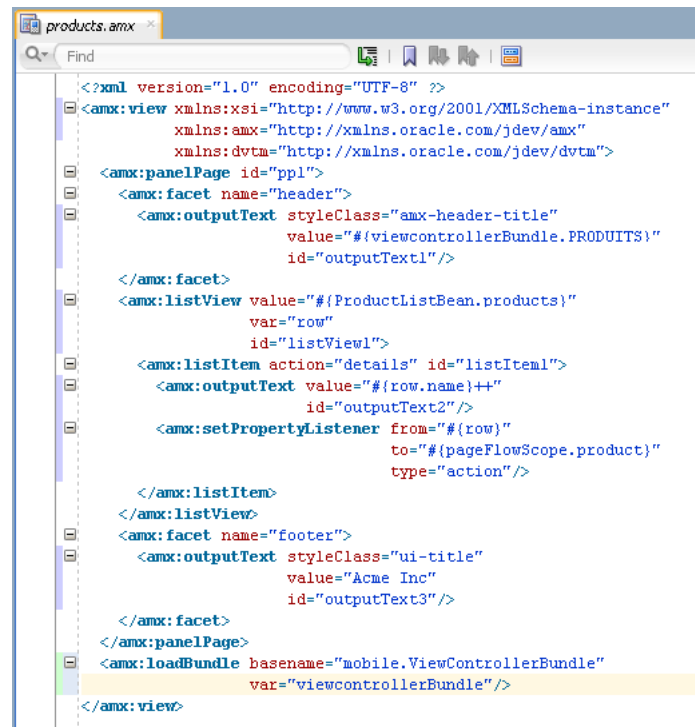 products.amx
Find
<?xml version="1.0" encoding="UTF-8" ?>
<amx:view xmlns:xsi="http://www.w3.org/2001/XMLSchema-instance"
xmlns:amx="http://xmlns.oracle.com/jdev/amx"
xmlns:dvtm="http://xmlns.oracle.com/jdev/dvtm">
<amx:panelPage id="pp1">
<amx:facet name="header">
<amx:outputText styleClass="amx-header-title"
value="#{viewcontrollerBundle.PRODUITS}"
id="outputText1"/>
</amx:facet>
<amx:listView value="#{ProductListBean.products}"
var="row"
id="listView1">
<amx:listItem action="details" id="listItem1">
<amx:outputText value="#{row.name}++"
id="outputText2"/>
<amx:setPropertyListener from="#{row}"
to="#{pageFlowScope.product}"
type="action"/>
</amx:listItem>
</amx:listView>
<amx:facet name="footer">
<amx:outputText styleClass="ui-title"
value="Acme Inc"
id="outputText3"/>
</amx:facet>
</amx:panelPage>
<amx:loadBundle basename="mobile.ViewControllerBundle"
var="viewcontrollerBundle"/>
</amx:view>